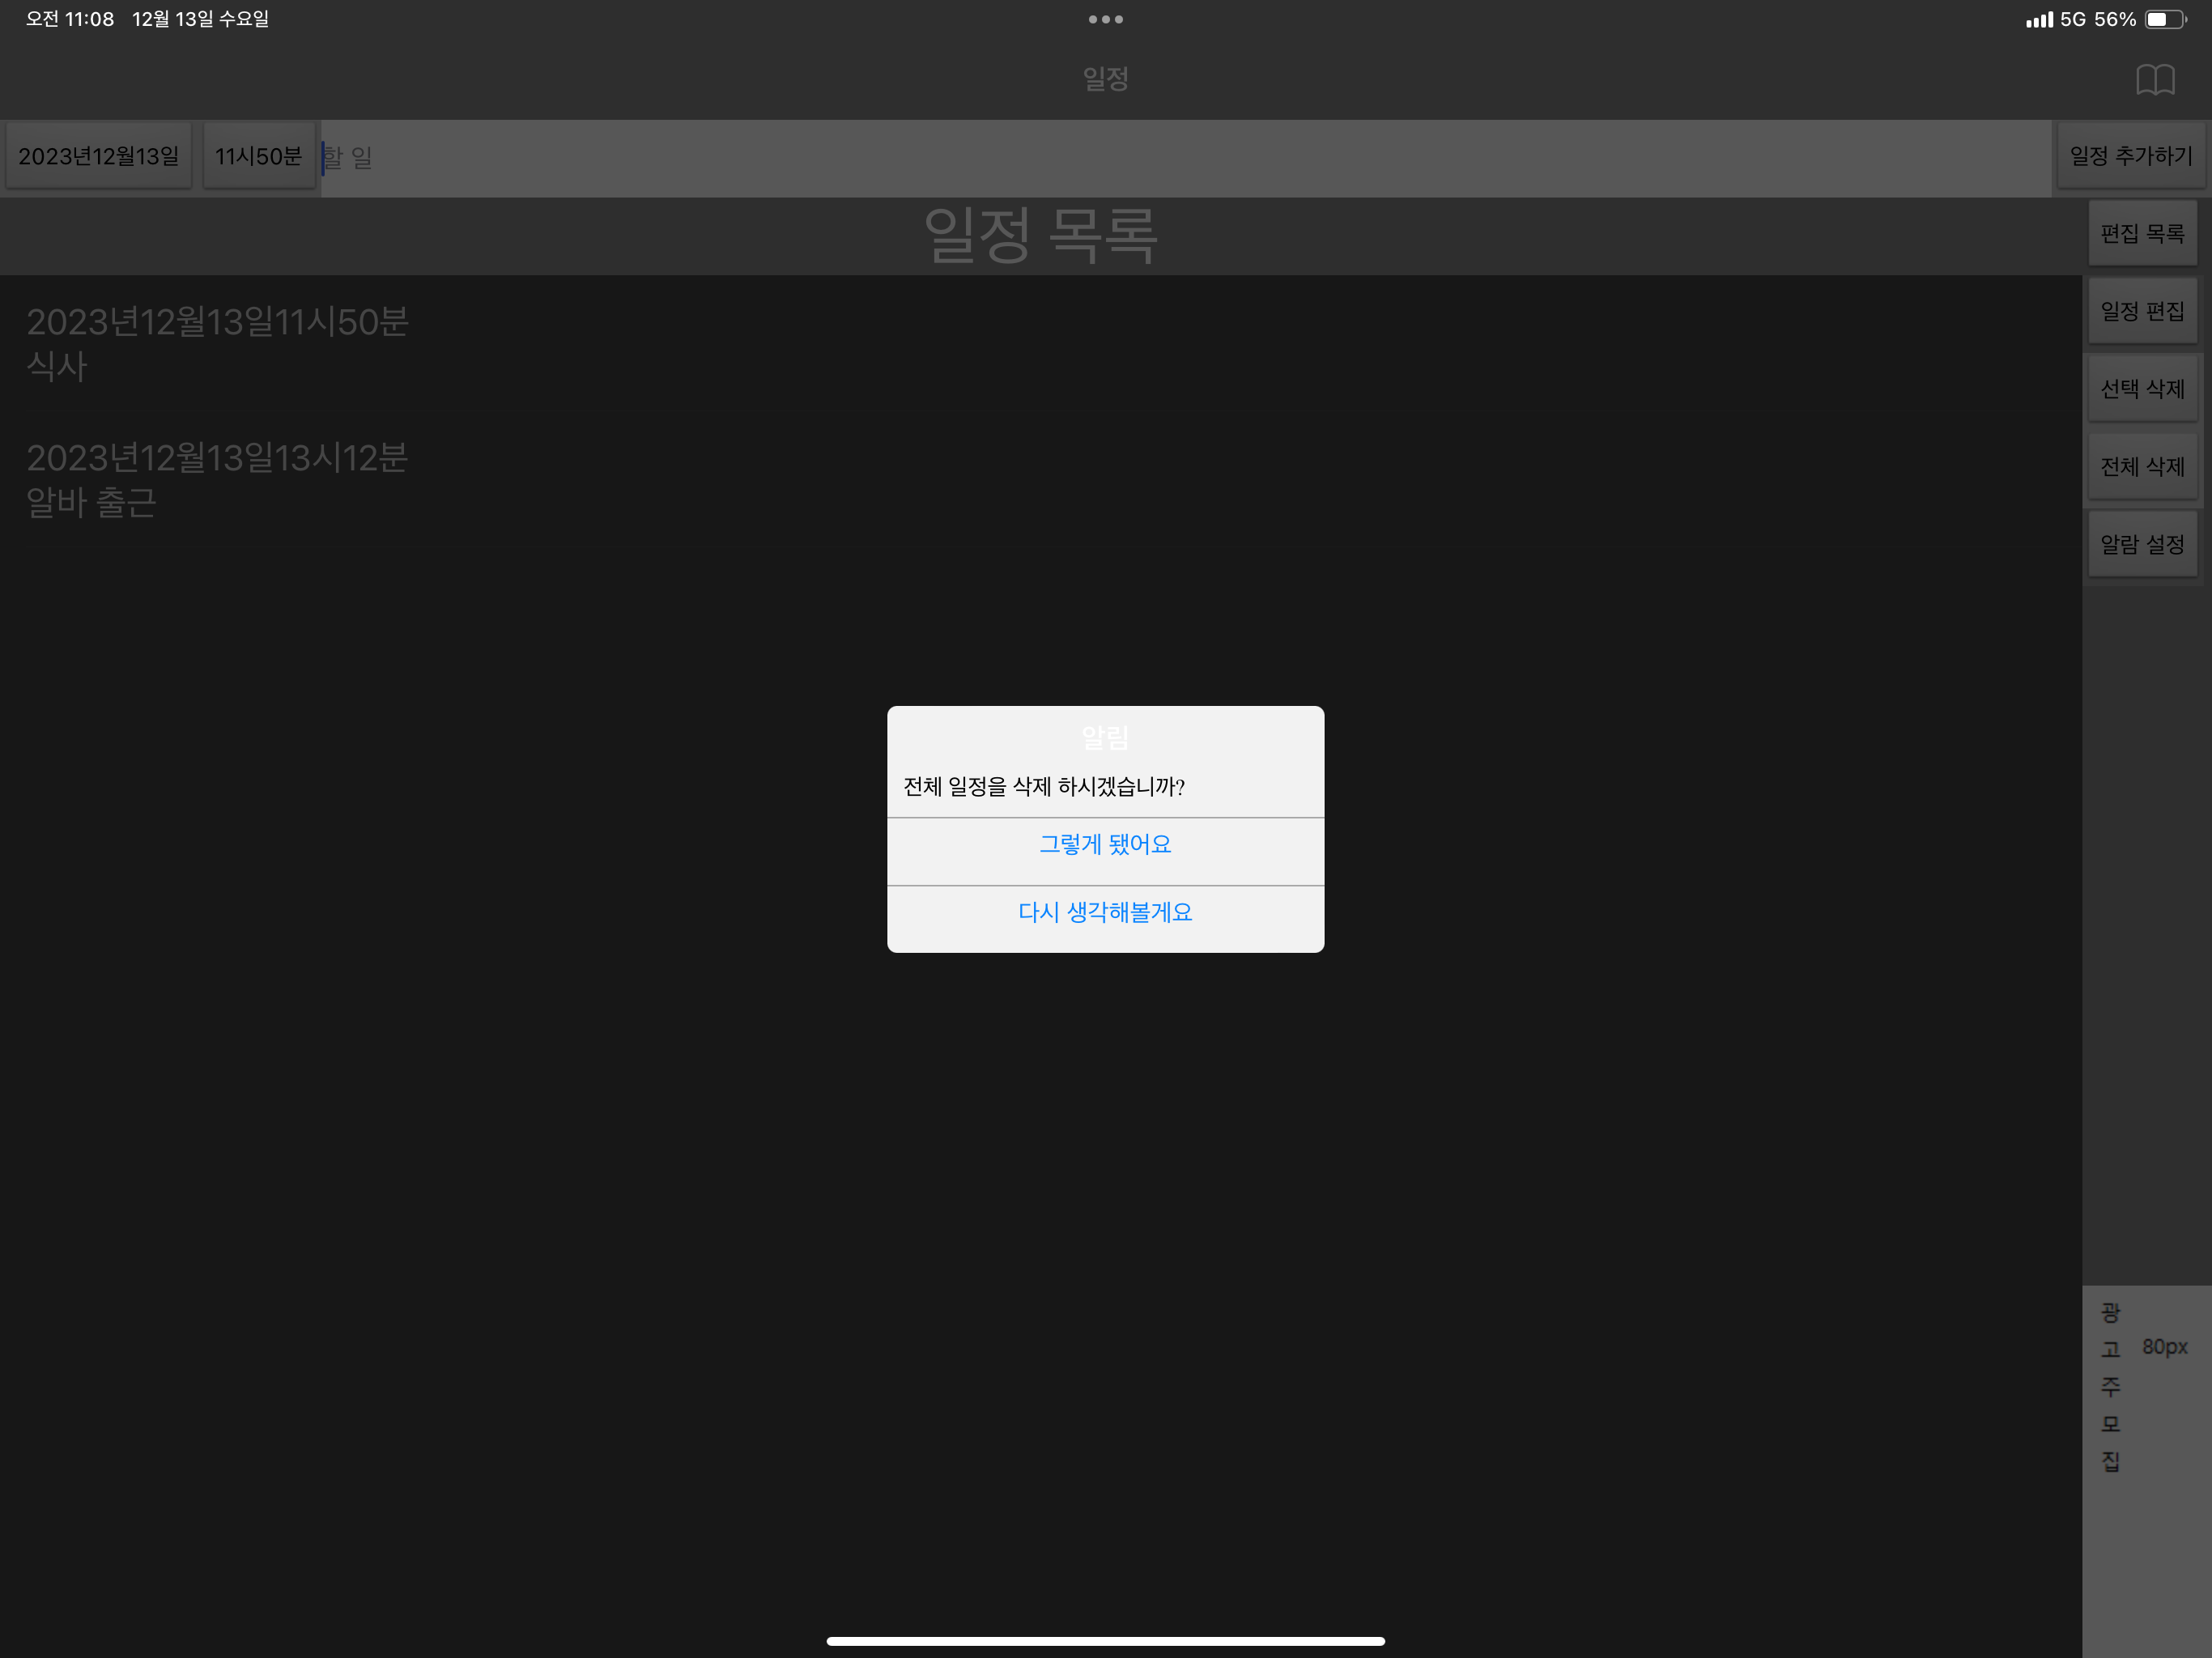 오전 11:08 12월 13일 수요일
5G 56%
일정
2023년12월13일 11시50분 할 일 일정 추가하기
일정 목록
편집 목록
2023년12월13일11시50분
식사
일정 편집
선택 삭제
2023년12월13일13시12분
알바 출근
전체 삭제
알람 설정
알림
전체 일정을 삭제 하시겠습니까?
그렇게 됐어요
다시 생각해볼게요
광
고
주
모
집
80px